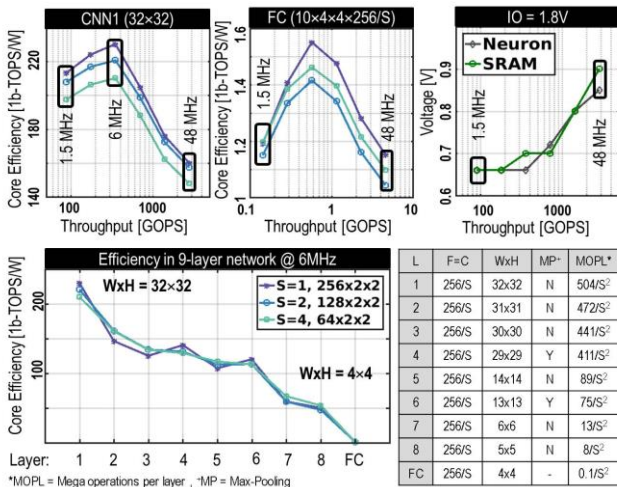 CNN1 (32×32)
Core Efficiency [1b-TOPS/W]
220
180
160
140
1.5 MHz
6 MHz
48 MHz
100
1000
Throughput [GOPS]
FC (10×4×4×256/S)
Core Efficiency [1b-TOPS/W]
1.6
1.4
1.2
1
1.5 MHz
48 MHz
0.1
1
10
Throughput [GOPS]
IO = 1.8V
Voltage [V]
0.9
0.8
0.7
0.6
Neuron
SRAM
1.5 MHz
48 MHz
100
1000
Throughput [GOPS]
Efficiency in 9-layer network @ 6MHz
Core Efficiency [1b-TOPS/W]
200
100
WxH = 32×32
S=1, 256x2x2
S=2, 128x2x2
S=4, 64x2x2
WxH = 4×4
Layer: 1 2 3 4 5 6 7 8 FC
*MOPL = Mega operations per layer , +MP = Max-Pooling
L F=C WxH MP+ MOPL*
1 256/S 32x32 N 504/S²
2 256/S 31x31 N 472/S²
3 256/S 30x30 N 441/S²
4 256/S 29x29 Y 411/S²
5 256/S 14x14 N 89/S²
6 256/S 13x13 Y 75/S²
7 256/S 6x6 N 13/S²
8 256/S 5x5 N 8/S²
FC 256/S 4x4 - 0.1/S²